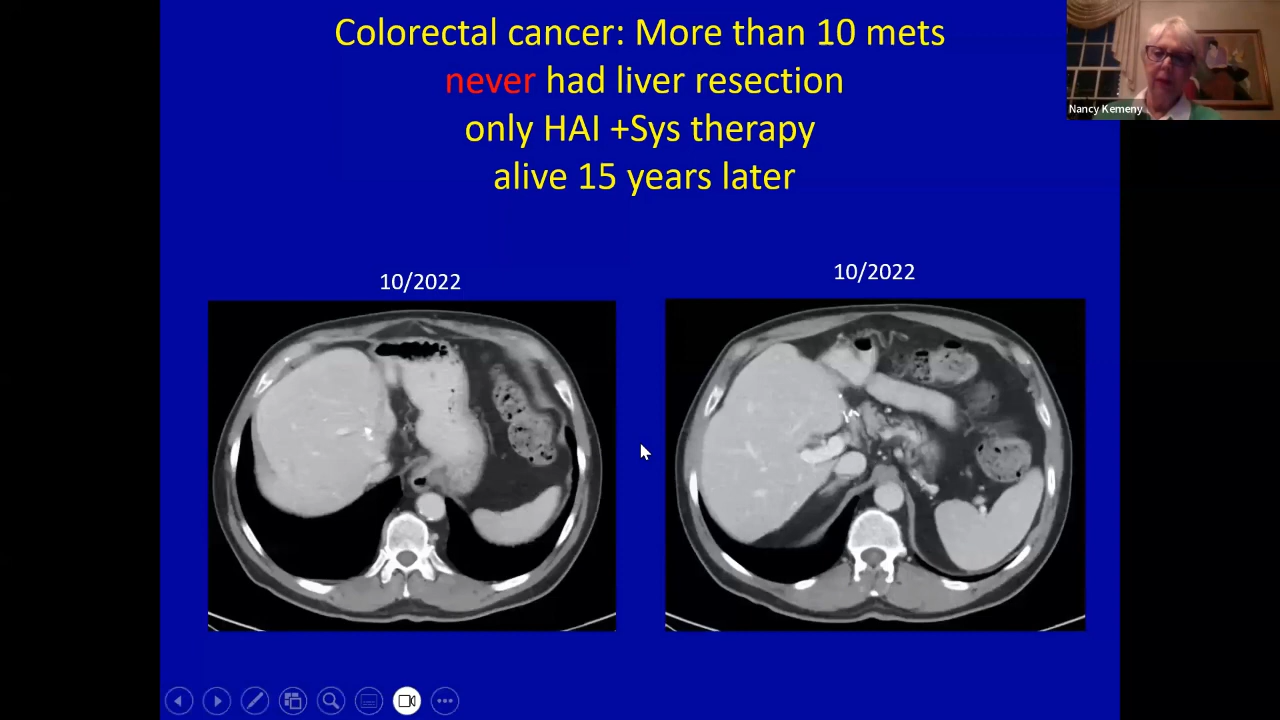 Colorectal cancer: More than 10 mets
never had liver resection
only HAI +Sys therapy
alive 15 years later
Nancy Kemeny
10/2022
10/2022